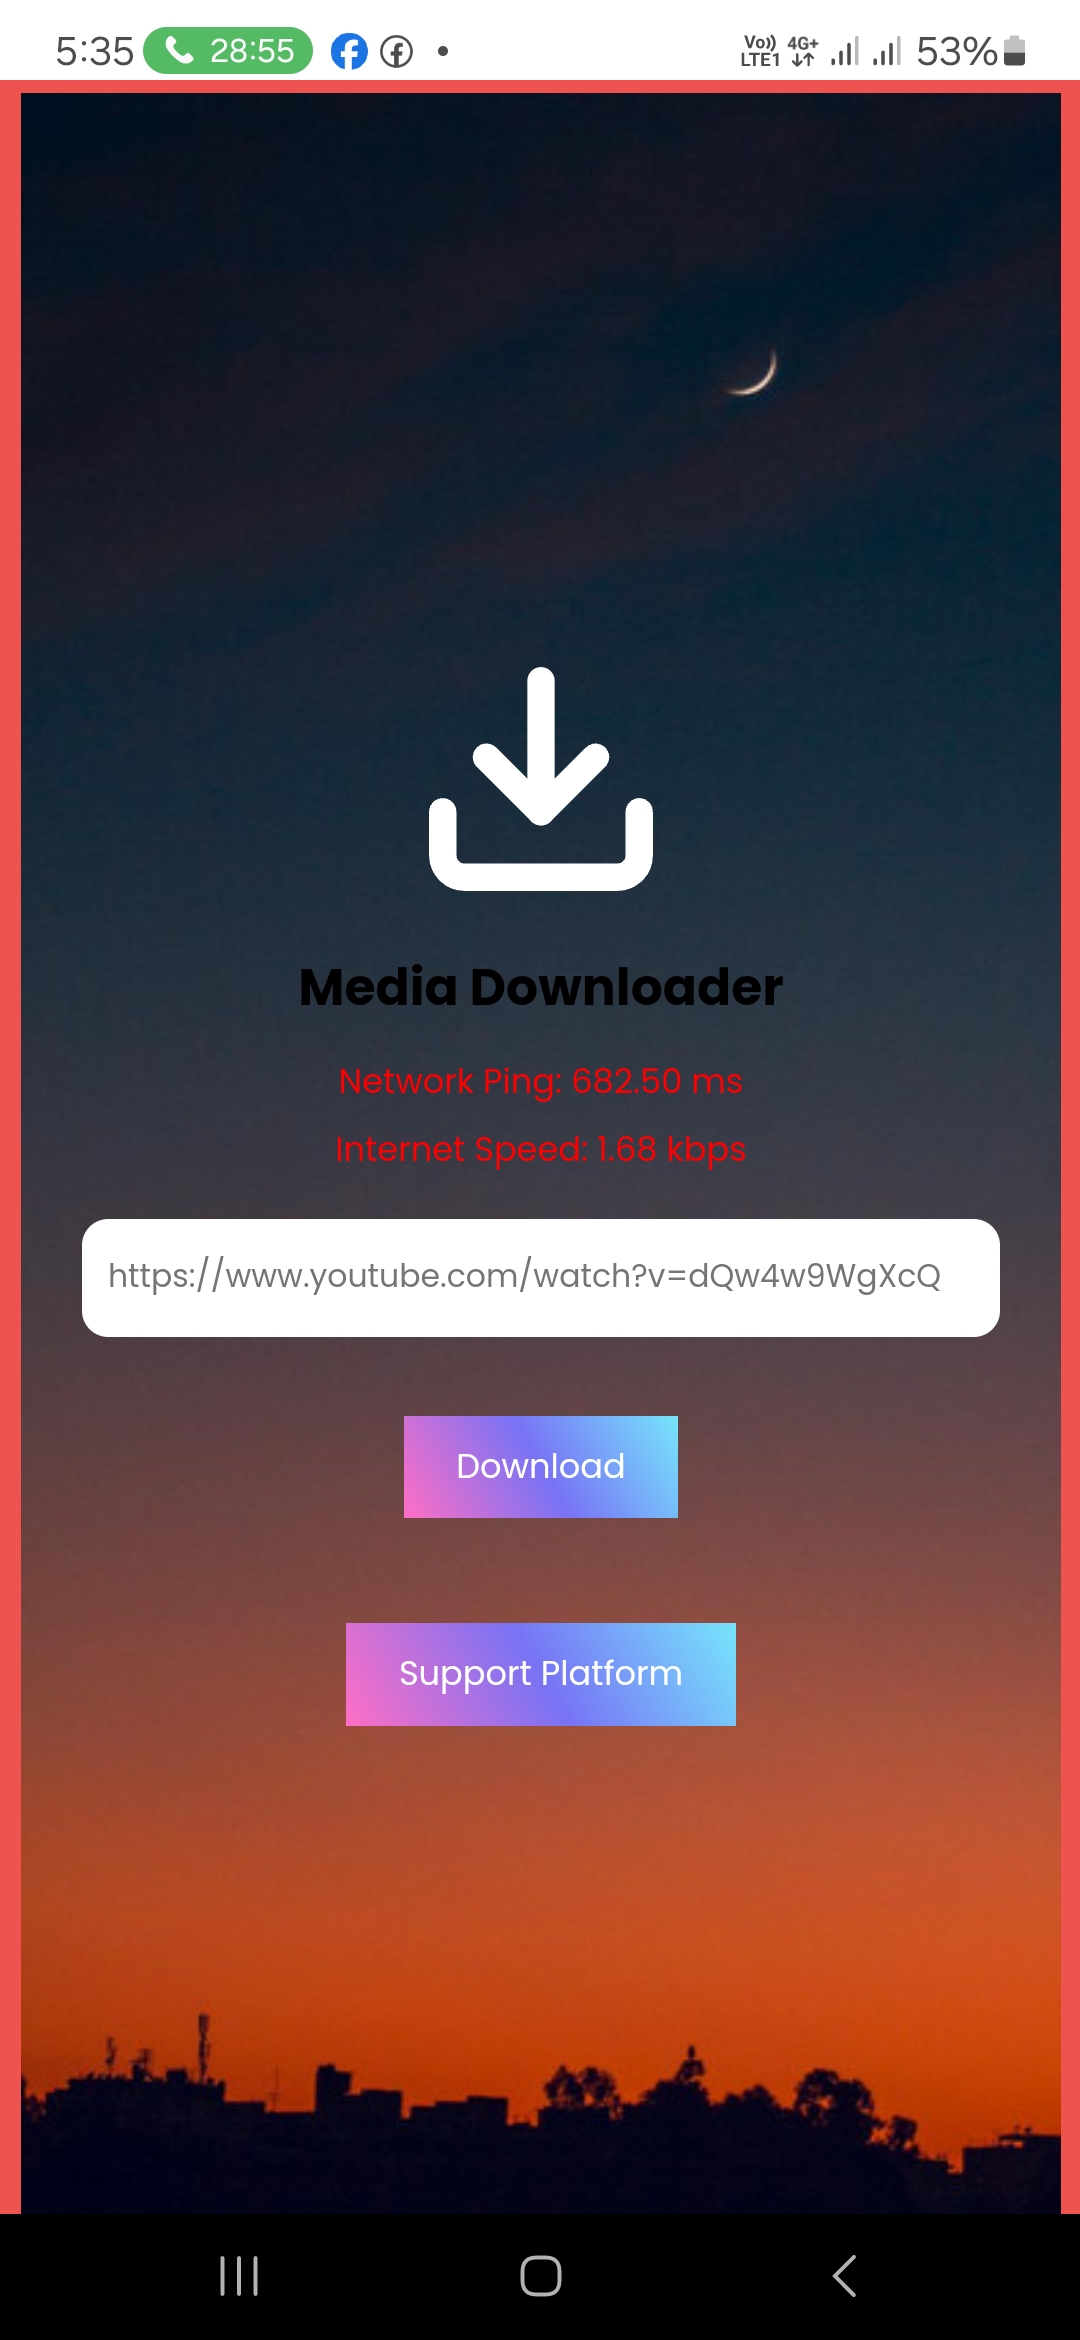 5:35 28:55 Vo)) LTE1 4G+ 53%
Media Downloader
Network Ping: 682.50 ms
Internet Speed: 1.68 kbps
https://www.youtube.com/watch?v=dQw4w9WgXcQ
Download
Support Platform